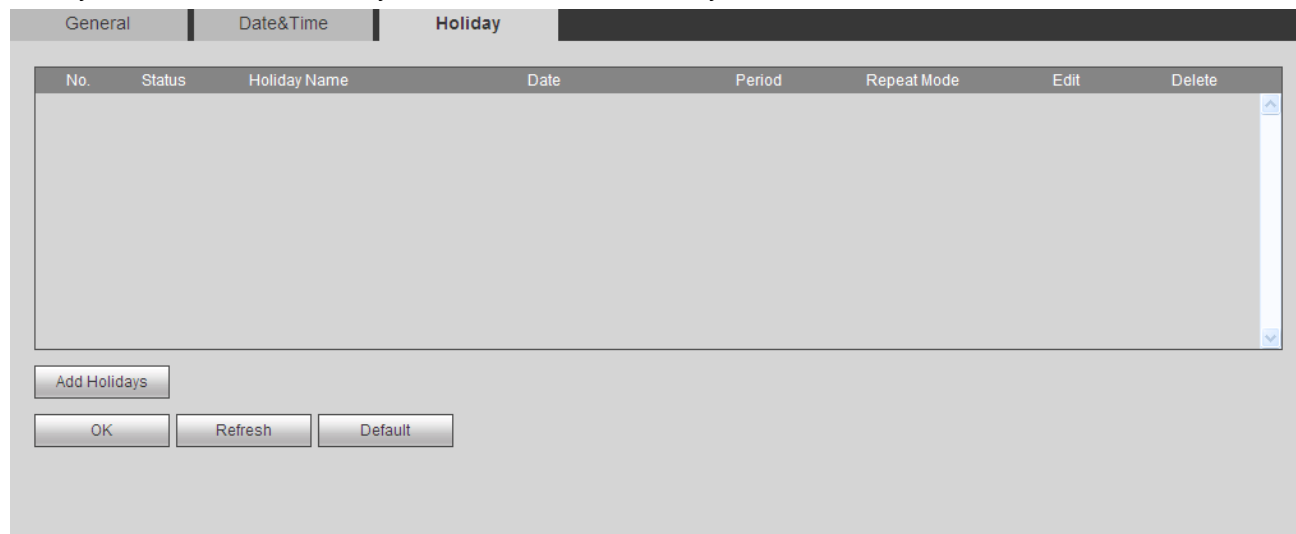 General Date&Time Holiday
No. Status Holiday Name Date Period Repeat Mode Edit Delete
Add Holidays
OK Refresh Default